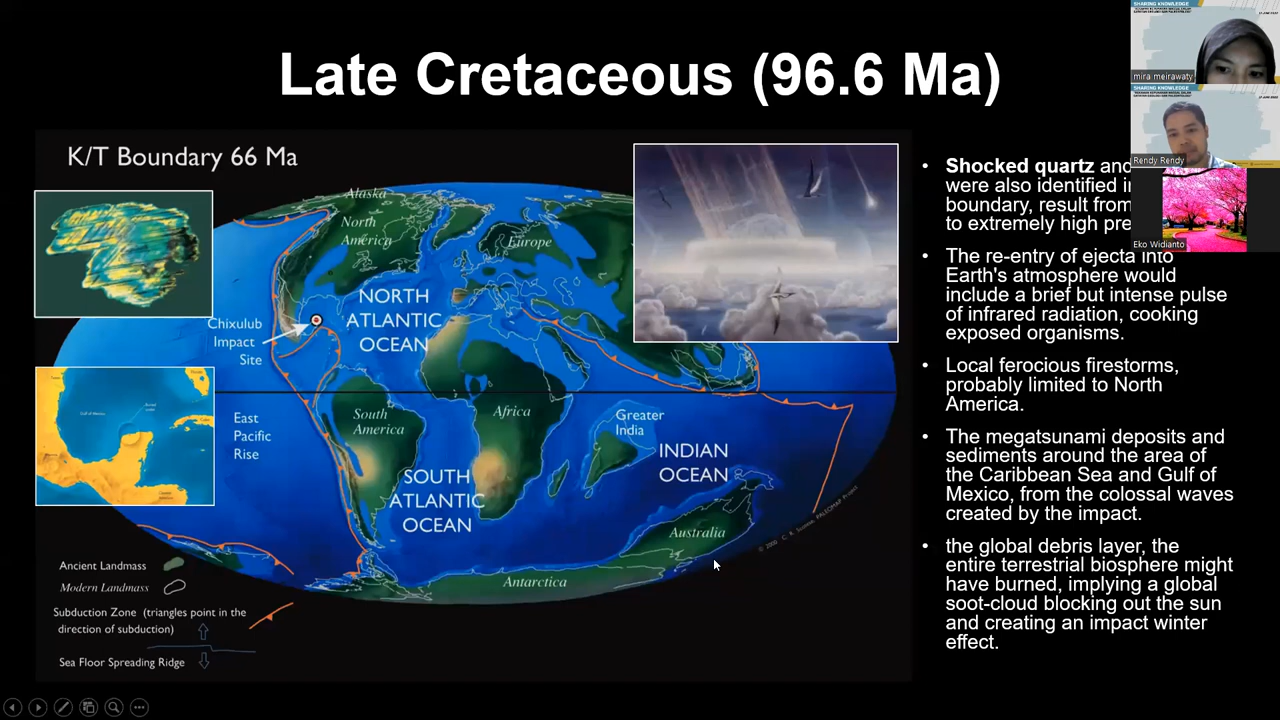 Late Cretaceous (96.6 Ma)
K/T Boundary 66 Ma
Alaska
North
America
Europe
NORTH
ATLANTIC
OCEAN
Chixulub
Impact
Site
East
Pacific
Rise
South
America
Africa
Greater
India
INDIAN
OCEAN
SOUTH
ATLANTIC
OCEAN
Australia
Antarctica
Gulf of Mexico
Ancient Landmass
Modern Landmass
Subduction Zone (triangles point in the
direction of subduction)
Sea Floor Spreading Ridge
• Shocked quartz and
were also identified i
boundary, result from
to extremely high pre
• The re-entry of ejecta into
Earth's atmosphere would
include a brief but intense pulse
of infrared radiation, cooking
exposed organisms.
• Local ferocious firestorms,
probably limited to North
America.
• The megatsunami deposits and
sediments around the area of
the Caribbean Sea and Gulf of
Mexico, from the colossal waves
created by the impact.
• the global debris layer, the
entire terrestrial biosphere might
have burned, implying a global
soot-cloud blocking out the sun
and creating an impact winter
effect.
SHARING KNOWLEDGE
mira meirawaty
SHARING KNOWLEDGE
Rendy Rendy
Eko Widianto